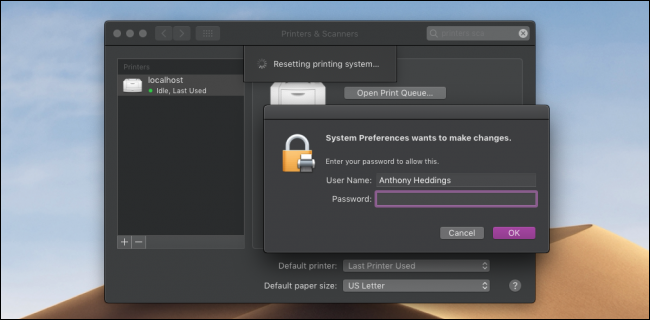 Printers & Scanners
Resetting printing system...
Printers
localhost
Idle, Last Used
Open Print Queue...
System Preferences wants to make changes.
Enter your password to allow this.
User Name: Anthony Heddings
Password:
Cancel
OK
+ −
Default printer: Last Printer Used
Default paper size: US Letter
?